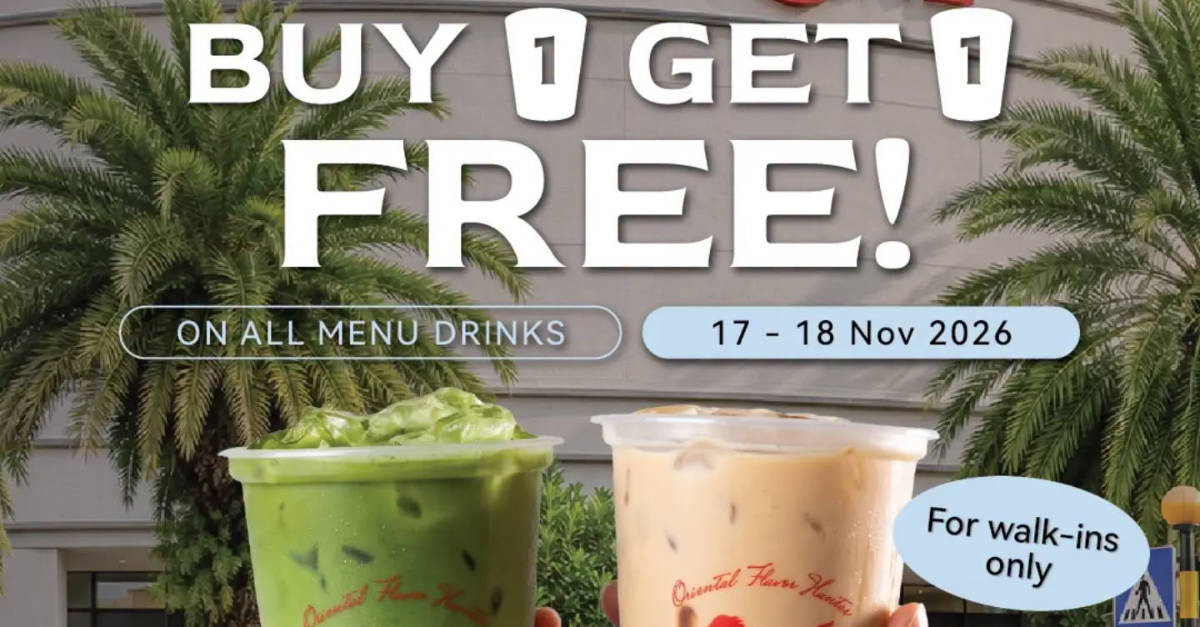 BUY 1 GET 1
FREE!
ON ALL MENU DRINKS
17 - 18 Nov 2026
For walk-ins
only
Oriental Flavor Hunter
Oriental Flavor Hunter